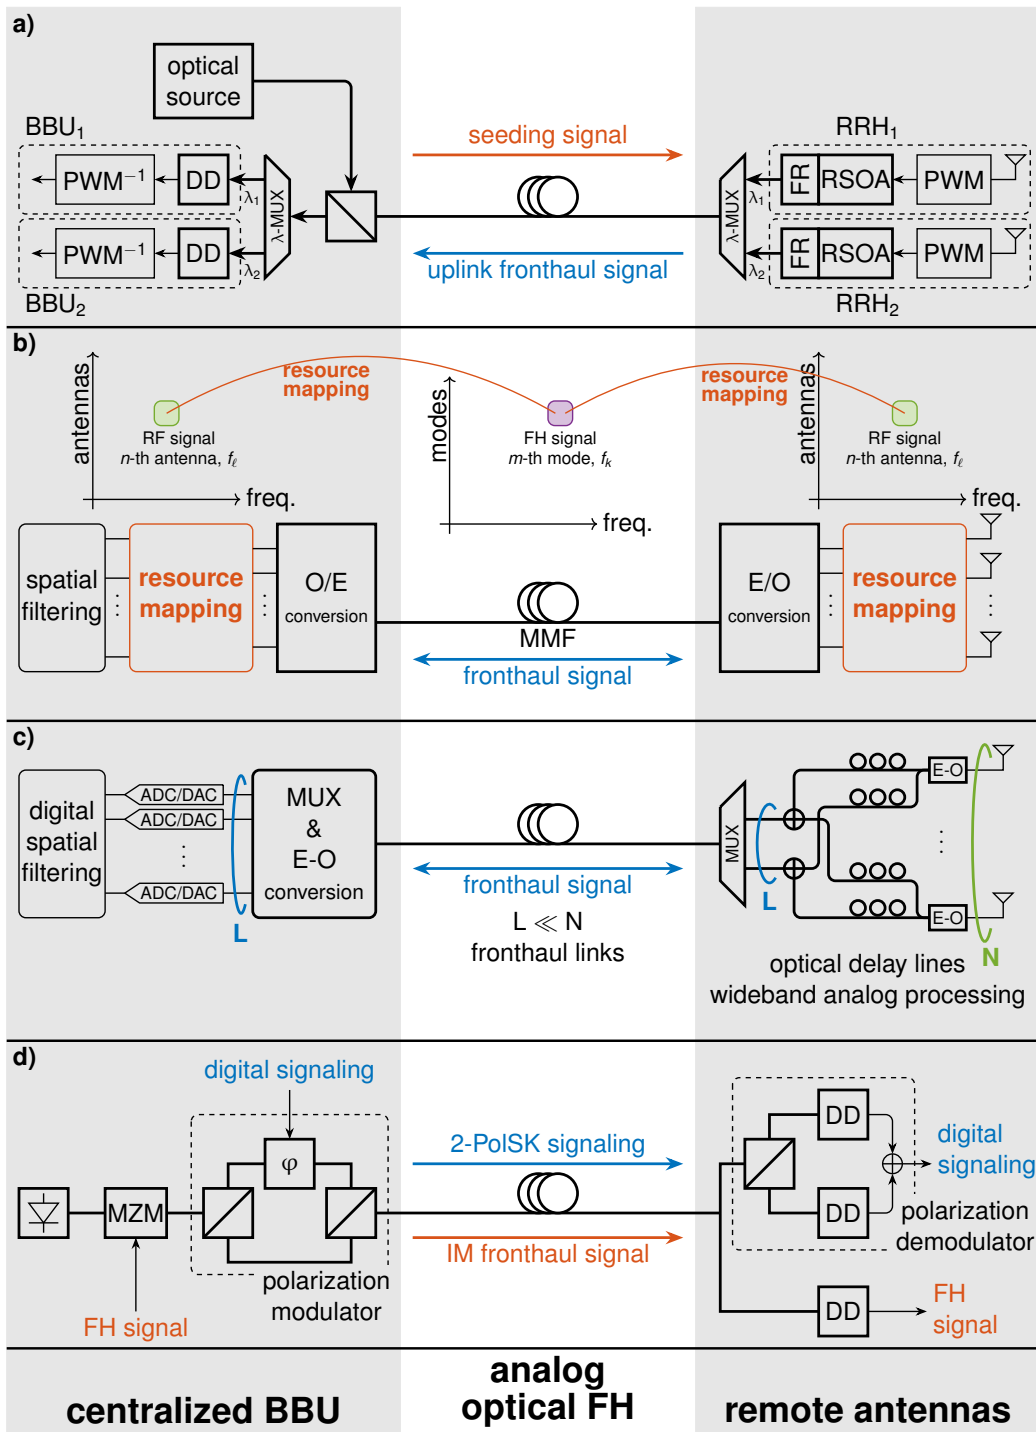 a)
optical
source
BBU₁
PWM⁻¹
DD
λ₁
PWM⁻¹
DD
λ₂
BBU₂
λ-MUX
seeding signal
uplink fronthaul signal
λ-MUX
RRH₁
λ₁
FR
RSOA
PWM
λ₂
FR
RSOA
PWM
RRH₂
b)
antennas
resource
mapping
RF signal
n-th antenna, fℓ
freq.
modes
FH signal
m-th mode, fₖ
freq.
antennas
resource
mapping
RF signal
n-th antenna, fℓ
freq.
spatial
filtering
resource
mapping
O/E
conversion
MMF
fronthaul signal
E/O
conversion
resource
mapping
c)
digital
spatial
filtering
ADC/DAC
ADC/DAC
ADC/DAC
L
MUX
&
E-O
conversion
fronthaul signal
L ≪ N
fronthaul links
MUX
L
E-O
E-O
N
optical delay lines
wideband analog processing
d)
digital signaling
φ
MZM
polarization
modulator
FH signal
2-PolSK signaling
IM fronthaul signal
DD
DD
digital
signaling
polarization
demodulator
DD
FH
signal
centralized BBU
analog
optical FH
remote antennas